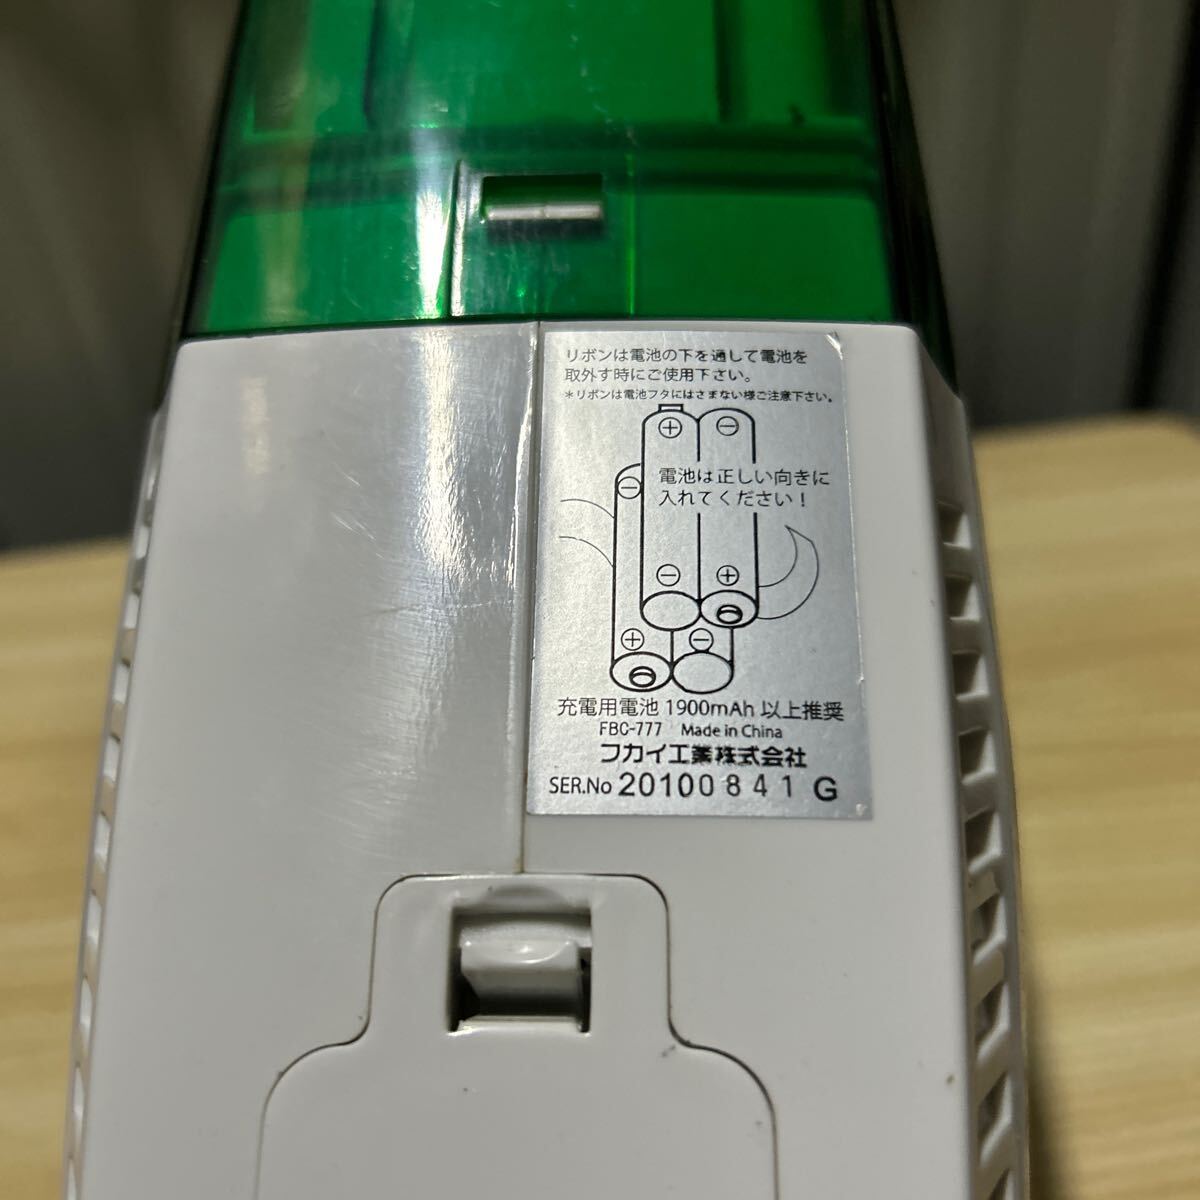 リボンは電池の下を通して電池を
取外す時にご使用下さい。
＊リボンは電池フタにはさまない様ご注意下さい。
⊕ ⊖
電池は正しい向きに
⊖
入れてください！
⊖ ⊕
⊕ ⊖
充電用電池 1900mAh 以上推奨
FBC-777 Made in China
フカイ工業株式会社
SER.No 20100841 G